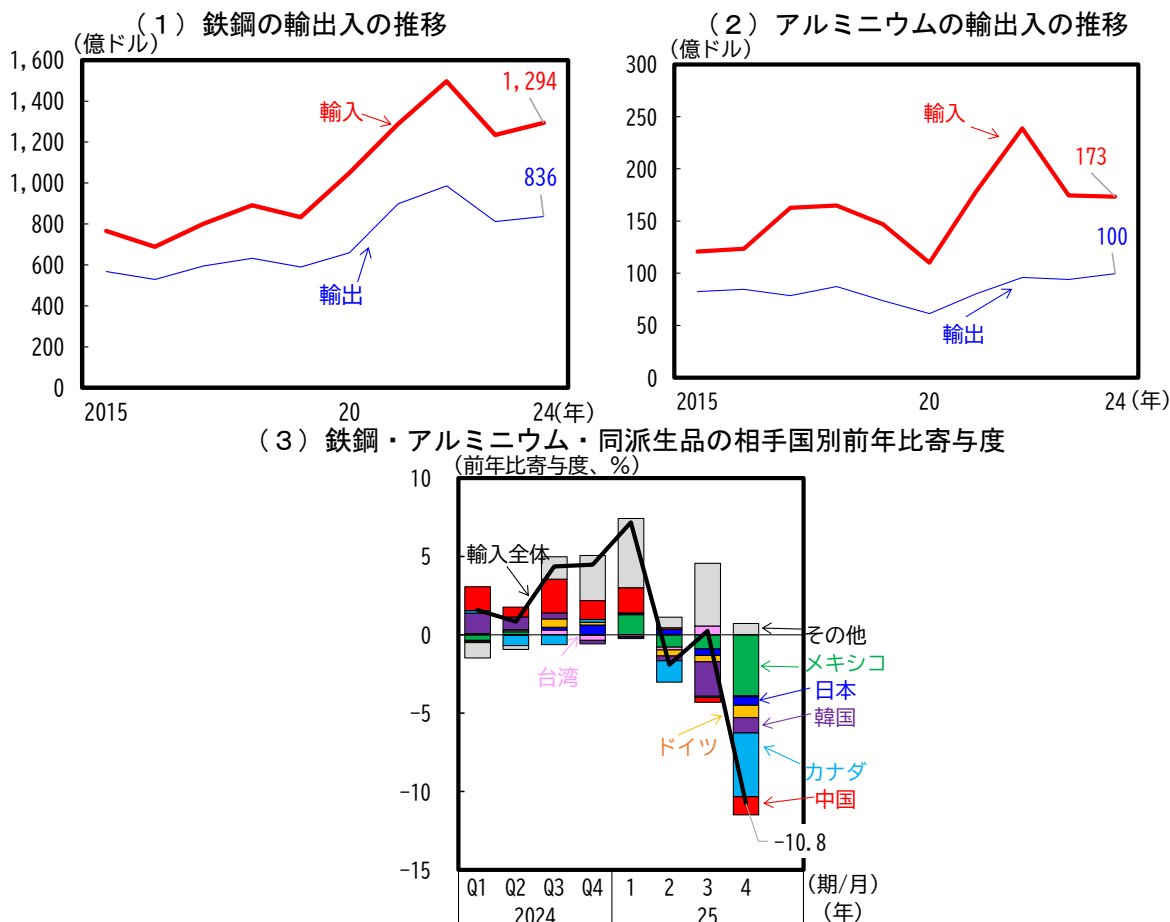 （１）鉄鋼の輸出入の推移
(億ドル)
1,600
1,400
1,200
1,000
800
600
400
200
0
輸入
1,294
836
輸出
2015
20
24(年)
（２）アルミニウムの輸出入の推移
(億ドル)
300
250
200
150
100
50
0
輸入
173
100
輸出
2015
20
24(年)
（３）鉄鋼・アルミニウム・同派生品の相手国別前年比寄与度
(前年比寄与度、％)
10
5
0
-5
-10
-15
輸入全体
台湾
ドイツ
その他
メキシコ
日本
韓国
カナダ
中国
-10.8
Q1 Q2 Q3 Q4 1 2 3 4 (期/月)
2024 25 (年)